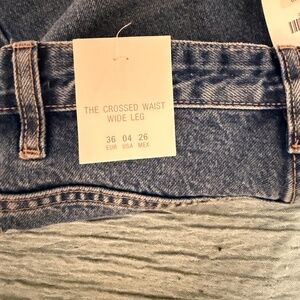 THE CROSSED WAIST
WIDE LEG
36 04 26
EUR USA MEX